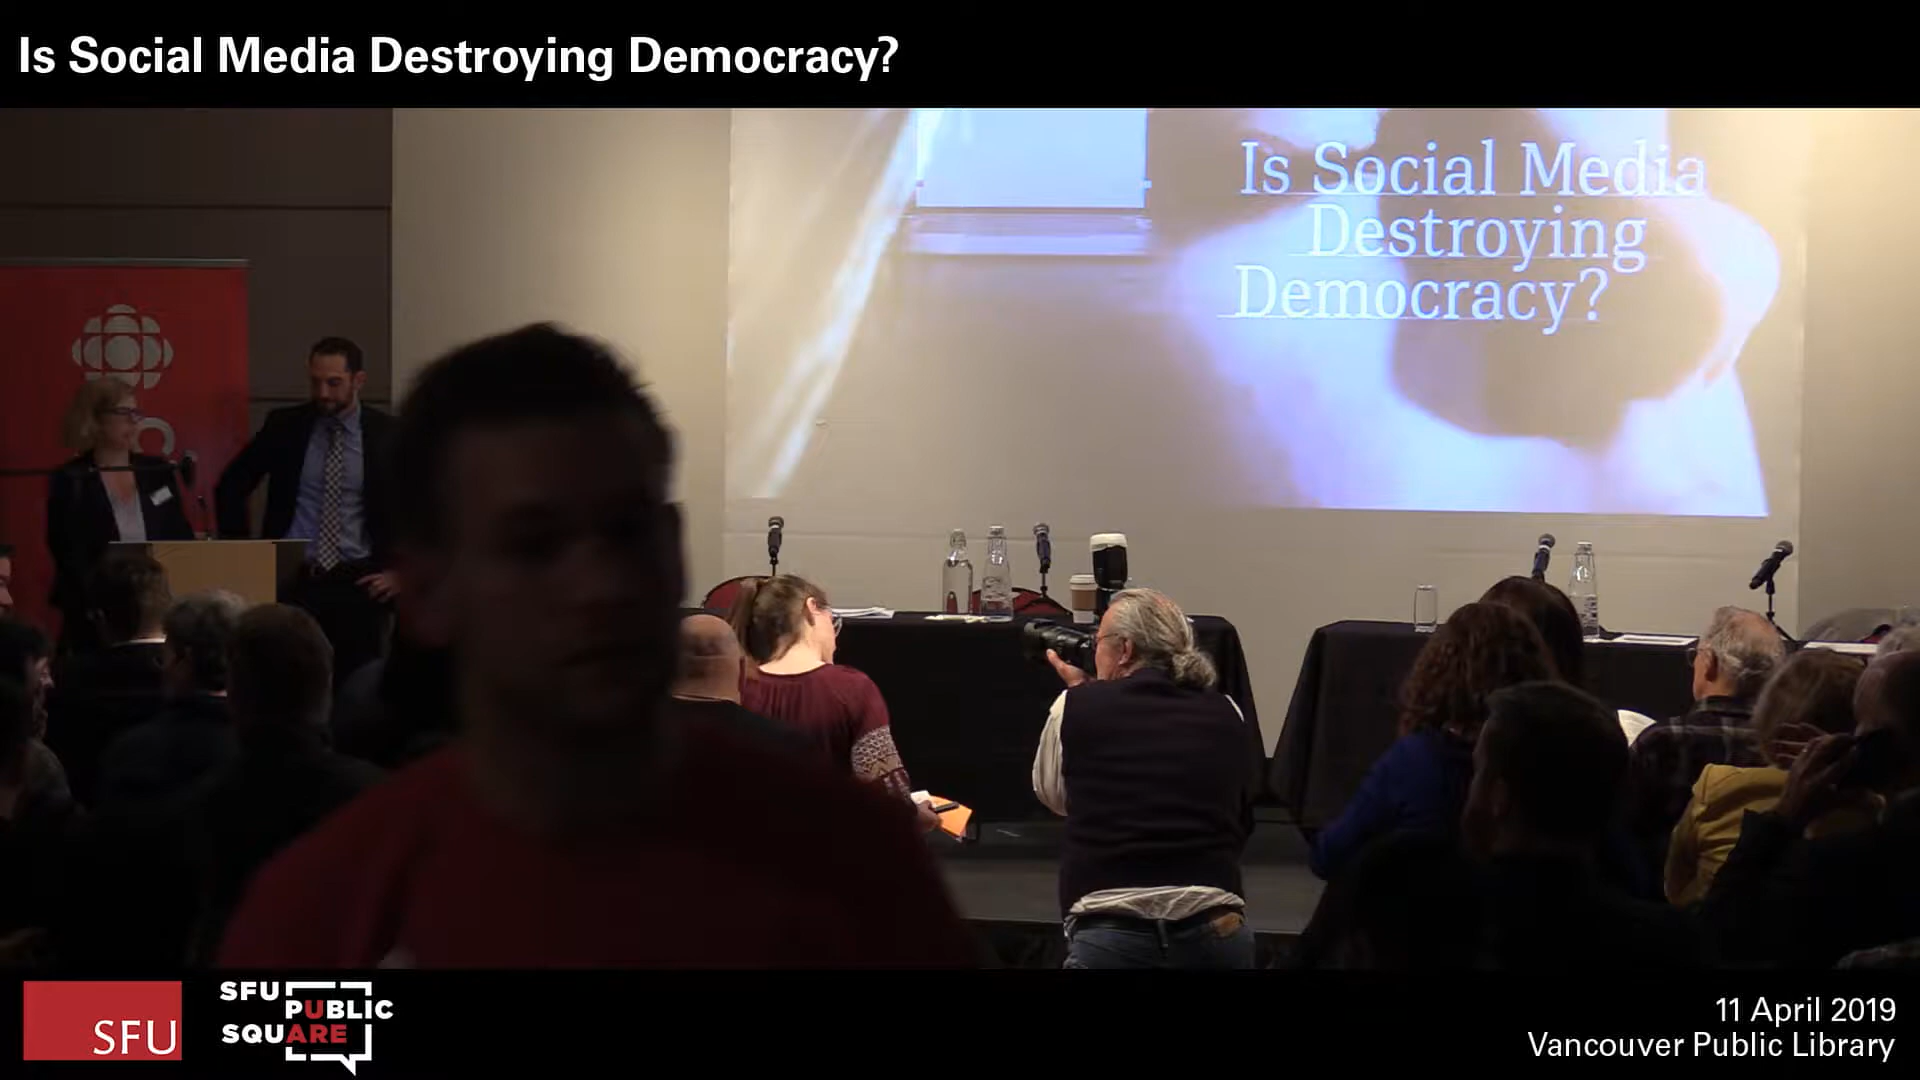 Is Social Media Destroying Democracy?
Is Social Media
Destroying
Democracy?
SFU
SFU
PUBLIC
SQUARE
11 April 2019
Vancouver Public Library